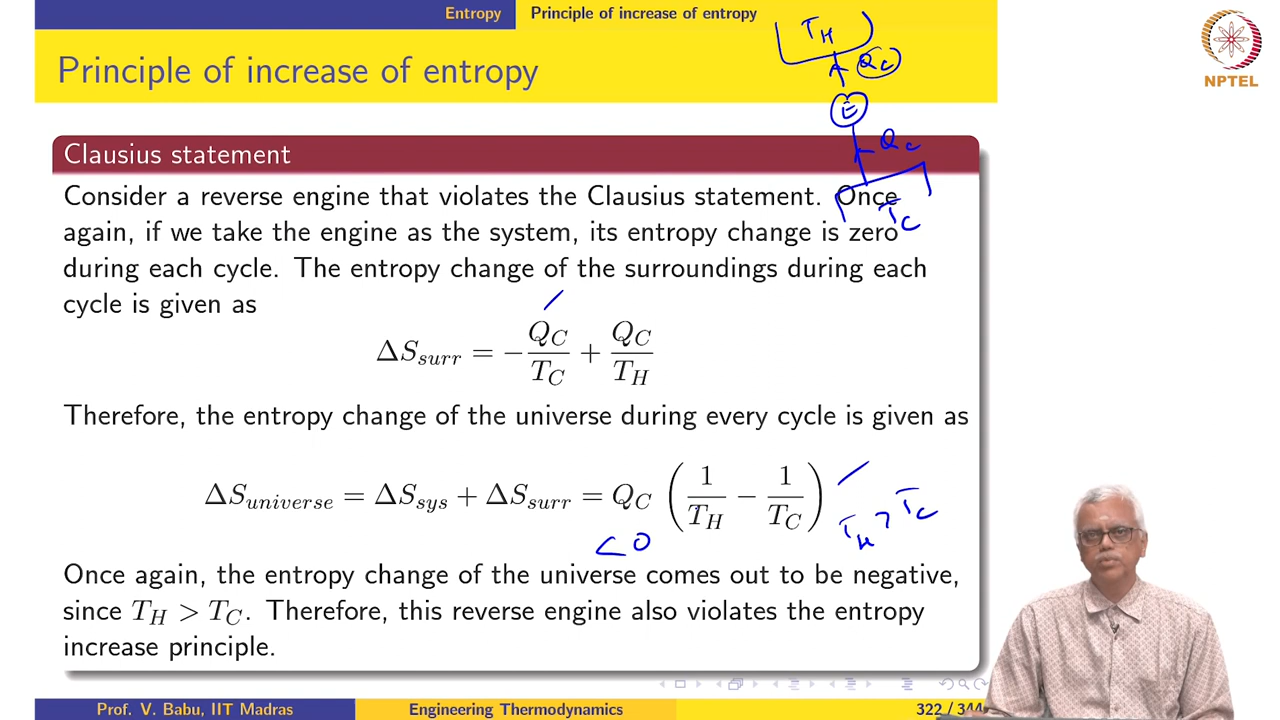 Entropy Principle of increase of entropy
Principle of increase of entropy
NPTEL
T_H
Q_C
E
Q_C
T_C
Clausius statement
Consider a reverse engine that violates the Clausius statement. Once
again, if we take the engine as the system, its entropy change is zero
during each cycle. The entropy change of the surroundings during each
cycle is given as
ΔS_surr = − Q_C/T_C + Q_C/T_H
Therefore, the entropy change of the universe during every cycle is given as
ΔS_universe = ΔS_sys + ΔS_surr = Q_C (1/T_H − 1/T_C)
T_H > T_C
< 0
Once again, the entropy change of the universe comes out to be negative,
since T_H > T_C. Therefore, this reverse engine also violates the entropy
increase principle.
Prof. V. Babu, IIT Madras Engineering Thermodynamics 322 / 344